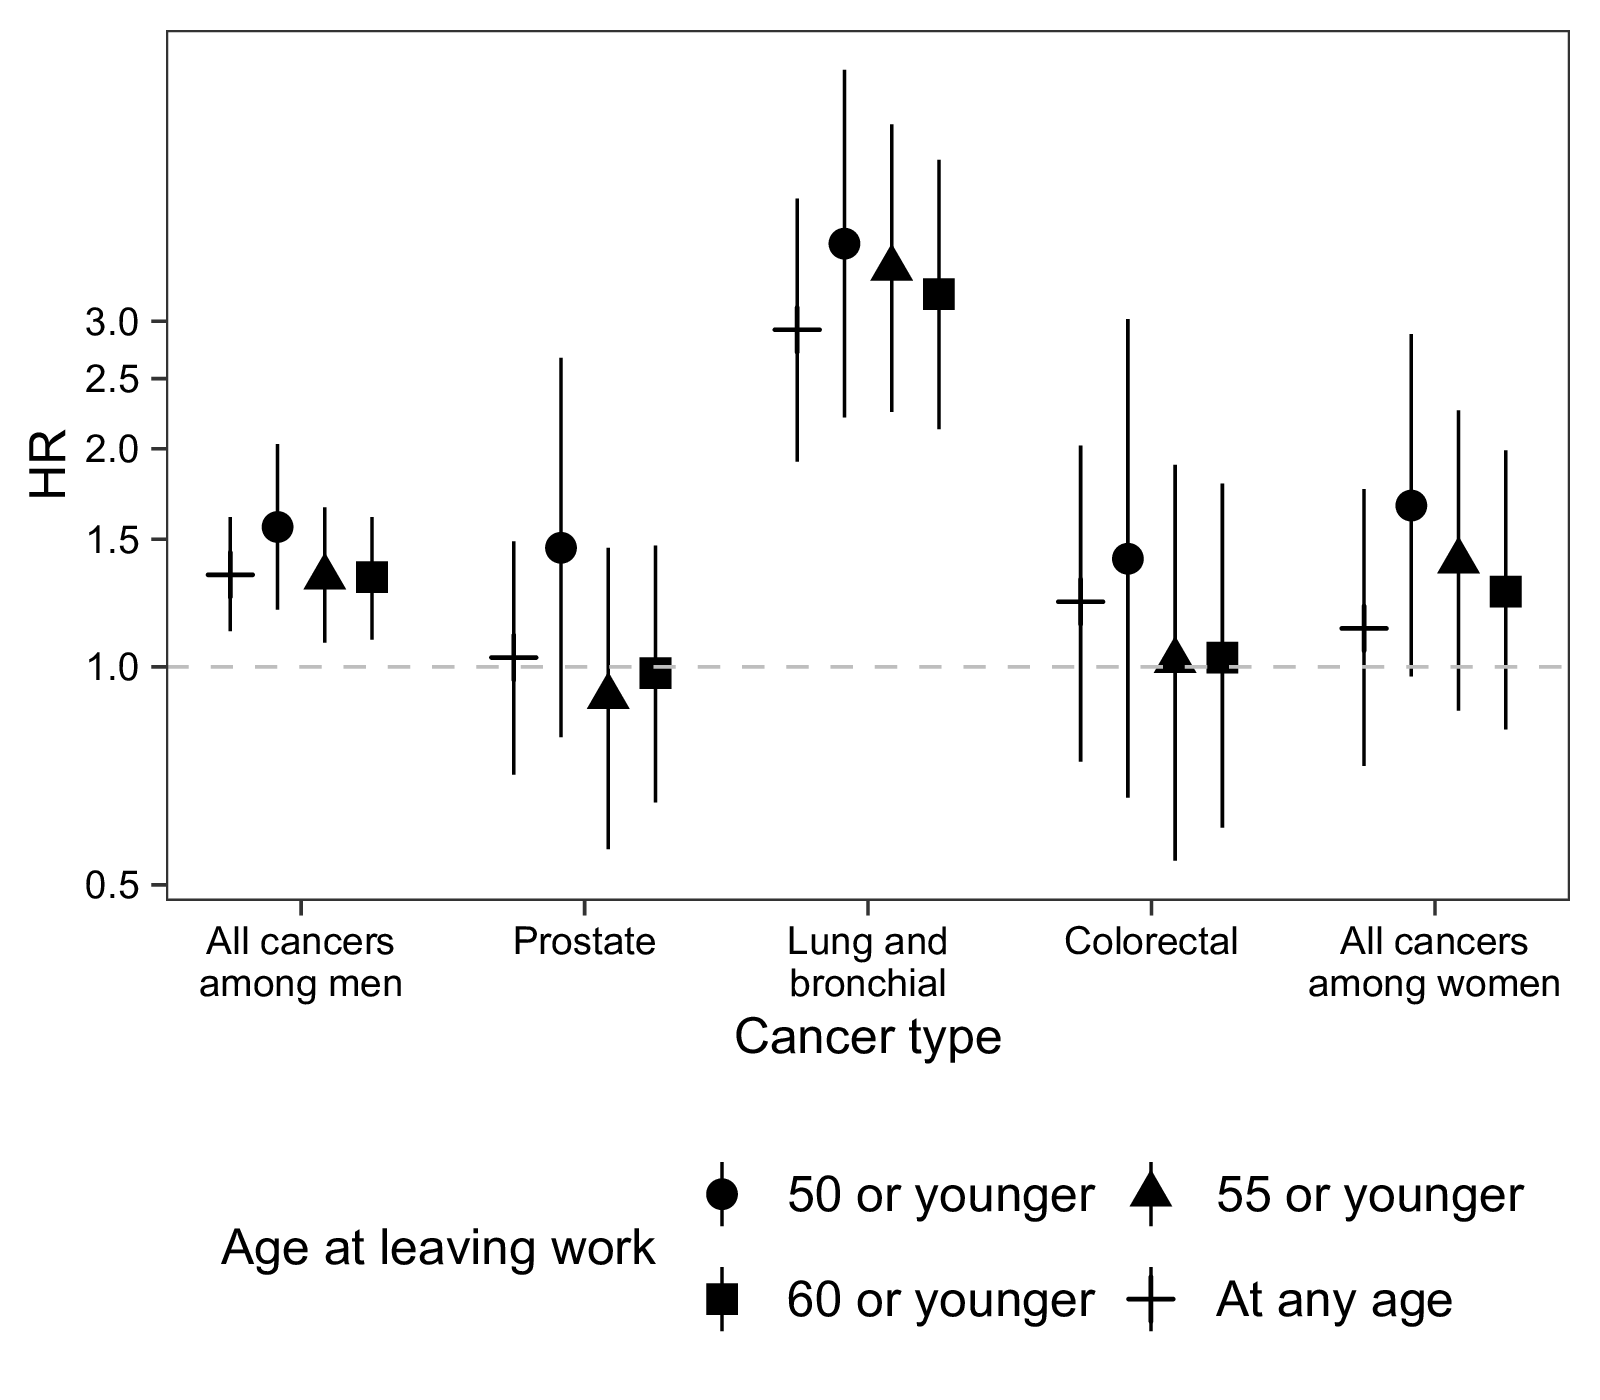 HR
3.0
2.5
2.0
1.5
1.0
0.5
All cancers
among men
Prostate
Lung and
bronchial
Colorectal
All cancers
among women
Cancer type
Age at leaving work
50 or younger
55 or younger
60 or younger
At any age